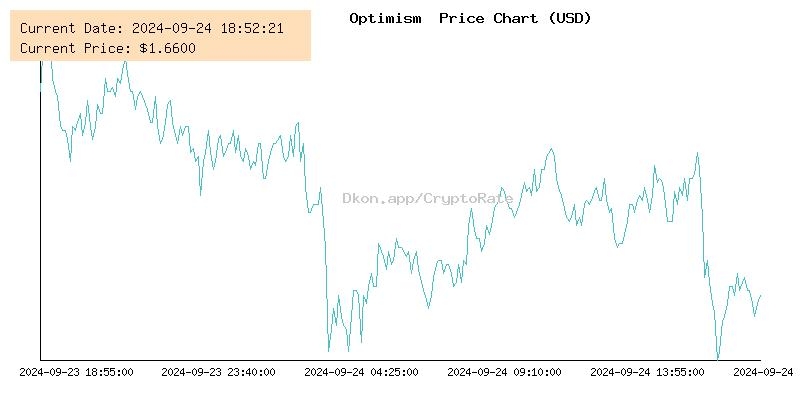 Optimism Price Chart (USD)
Current Date: 2024-09-24 18:52:21
Current Price: $1.6600
Dkon.app/CryptoRate
2024-09-23 18:55:00 2024-09-23 23:40:00 2024-09-24 04:25:00 2024-09-24 09:10:00 2024-09-24 13:55:00 2024-09-24